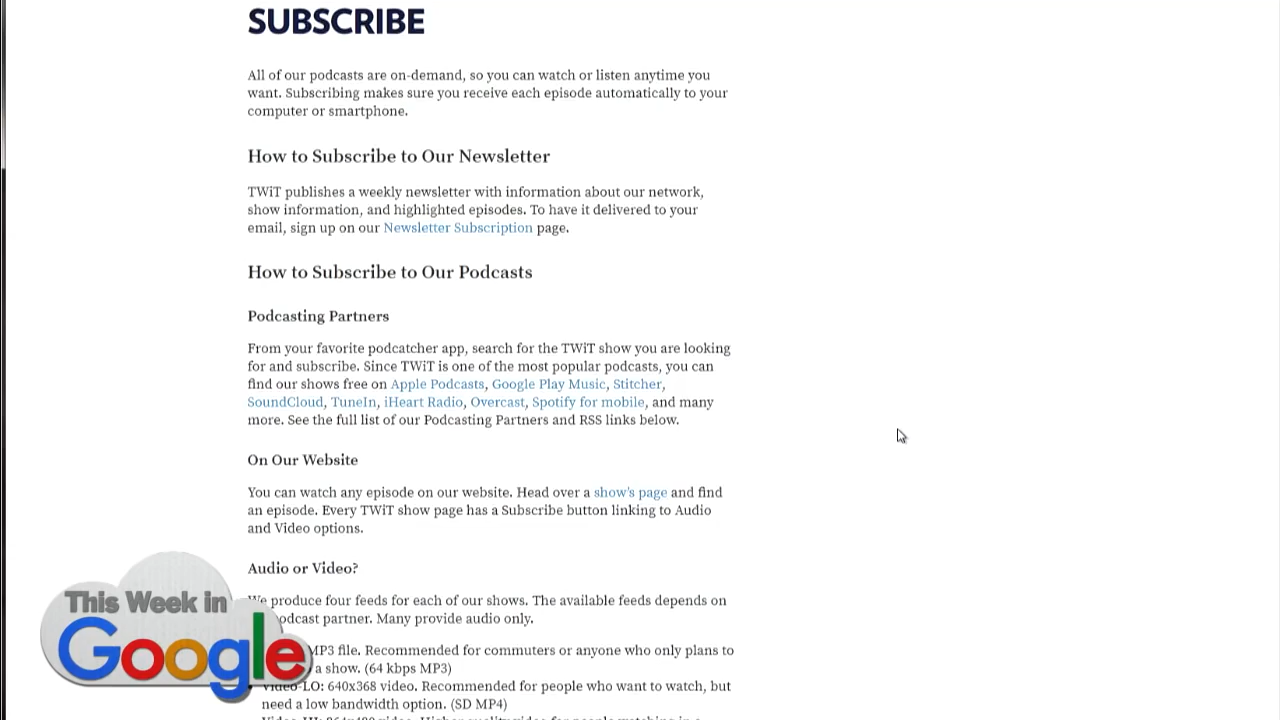 SUBSCRIBE
All of our podcasts are on-demand, so you can watch or listen anytime you
want. Subscribing makes sure you receive each episode automatically to your
computer or smartphone.
How to Subscribe to Our Newsletter
TWiT publishes a weekly newsletter with information about our network,
show information, and highlighted episodes. To have it delivered to your
email, sign up on our Newsletter Subscription page.
How to Subscribe to Our Podcasts
Podcasting Partners
From your favorite podcatcher app, search for the TWiT show you are looking
for and subscribe. Since TWiT is one of the most popular podcasts, you can
find our shows free on Apple Podcasts, Google Play Music, Stitcher,
SoundCloud, TuneIn, iHeart Radio, Overcast, Spotify for mobile, and many
more. See the full list of our Podcasting Partners and RSS links below.
On Our Website
You can watch any episode on our website. Head over a show's page and find
an episode. Every TWiT show page has a Subscribe button linking to Audio
and Video options.
Audio or Video?
We produce four feeds for each of our shows. The available feeds depends on
podcast partner. Many provide audio only.
MP3 file. Recommended for commuters or anyone who only plans to
a show. (64 kbps MP3)
Video-LO: 640x368 video. Recommended for people who want to watch, but
need a low bandwidth option. (SD MP4)
This Week in
Google